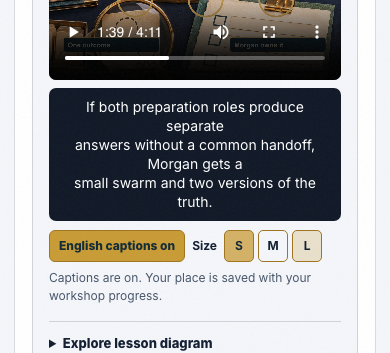 One outcome
Morgan owns it
1:39 / 4:11
If both preparation roles produce
separate
answers without a common handoff,
Morgan gets a
small swarm and two versions of the
truth.
English captions on Size S M L
Captions are on. Your place is saved with your
workshop progress.
Explore lesson diagram